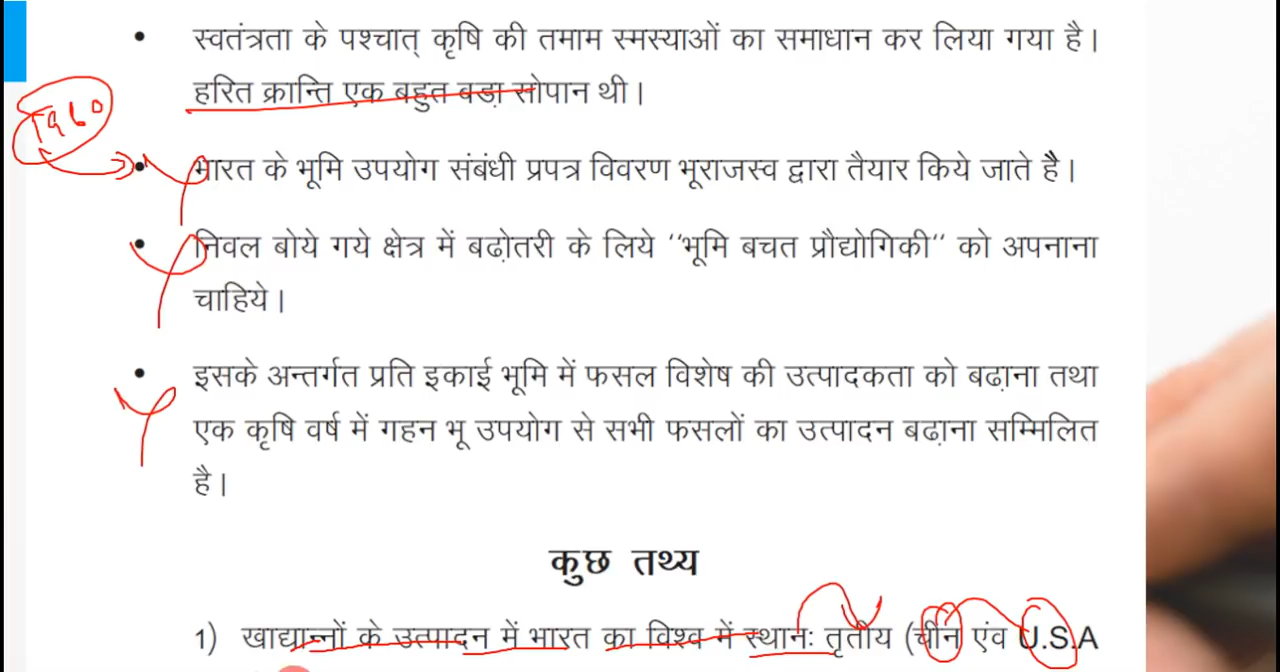 स्वतंत्रता के पश्चात् कृषि की तमाम स्मस्याओं का समाधान कर लिया गया है।
हरित क्रान्ति एक बहुत बडा़ सोपान थी।
1960
भारत के भूमि उपयोग संबंधी प्रपत्र विवरण भूराजस्व द्वारा तैयार किये जाते है।
निवल बोये गये क्षेत्र में बढो़तरी के लिये "भूमि बचत प्रौद्योगिकी" को अपनाना
चाहिये।
इसके अन्तर्गत प्रति इकाई भूमि में फसल विशेष की उत्पादकता को बढा़ना तथा
एक कृषि वर्ष में गहन भू उपयोग से सभी फसलों का उत्पादन बढा़ना सम्मिलित
है।
कुछ तथ्य
1) खाद्यान्नों के उत्पादन में भारत का विश्व में स्थानः तृतीय (चीन एंव U.S.A